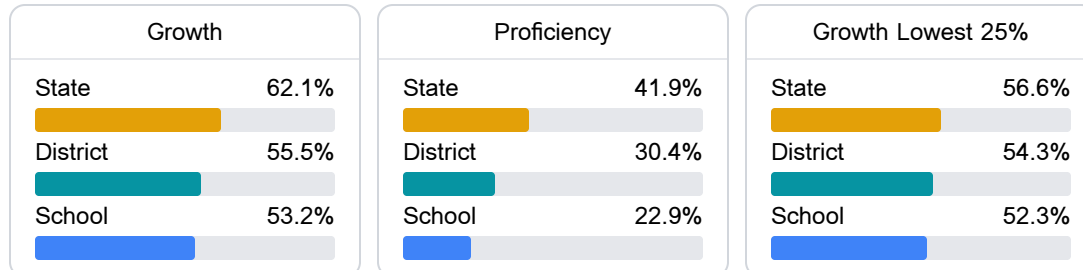 Growth
State 62.1%
District 55.5%
School 53.2%
Proficiency
State 41.9%
District 30.4%
School 22.9%
Growth Lowest 25%
State 56.6%
District 54.3%
School 52.3%